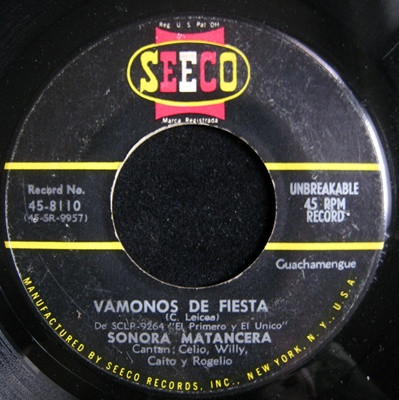 Reg. U.S. Pat. Off.
SEECO
Marca Registrada
Record No.
45-8110
(45-SR-9957)
UNBREAKABLE
45 RPM
RECORD
Guachamengue
VAMONOS DE FIESTA
(C. Leicea)
De SCLP-9264 "El Primero y El Unico"
SONORA MATANCERA
Cantan: Celio, Willy,
Caito y Rogelio
MANUFACTURED BY SEECO RECORDS, INC., NEW YORK, N.Y., U.S.A.